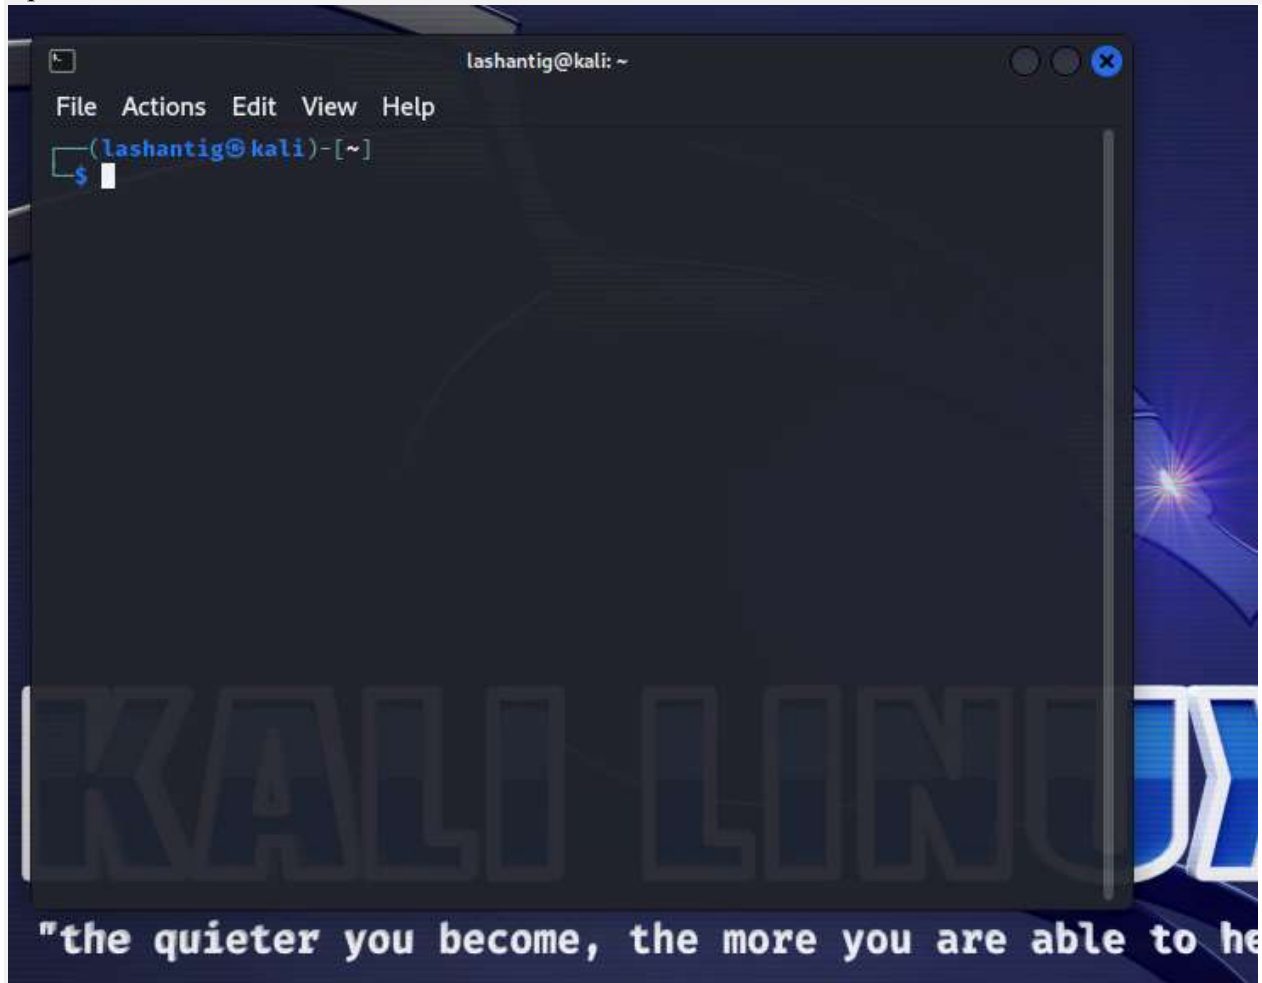 lashantig@kali: ~
File Actions Edit View Help
(lashantig㉿kali)-[~]
$
KALI LINUX
"the quieter you become, the more you are able to he